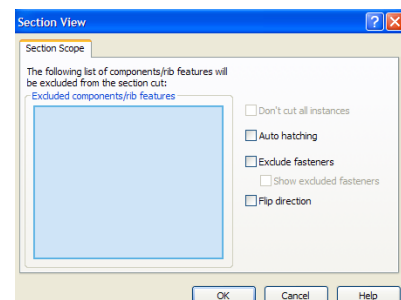 Section View
Section Scope
The following list of components/rib features will
be excluded from the section cut:
Excluded components/rib features
Don't cut all instances
Auto hatching
Exclude fasteners
Show excluded fasteners
Flip direction
OK
Cancel
Help